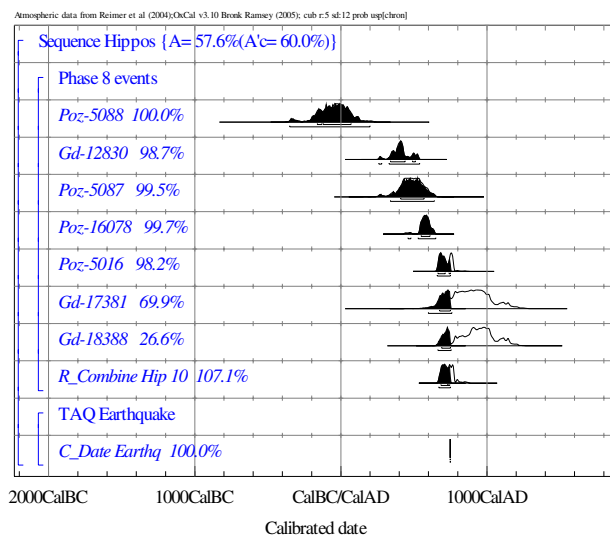 Atmospheric data from Reimer et al (2004);OxCal v3.10 Bronk Ramsey (2005); cub r:5 sd:12 prob usp[chron]
Sequence Hippos {A= 57.6%(A'c= 60.0%)}
Phase 8 events
Poz-5088 100.0%
Gd-12830 98.7%
Poz-5087 99.5%
Poz-16078 99.7%
Poz-5016 98.2%
Gd-17381 69.9%
Gd-18388 26.6%
R_Combine Hip 10 107.1%
TAQ Earthquake
C_Date Earthq 100.0%
2000CalBC 1000CalBC CalBC/CalAD 1000CalAD
Calibrated date